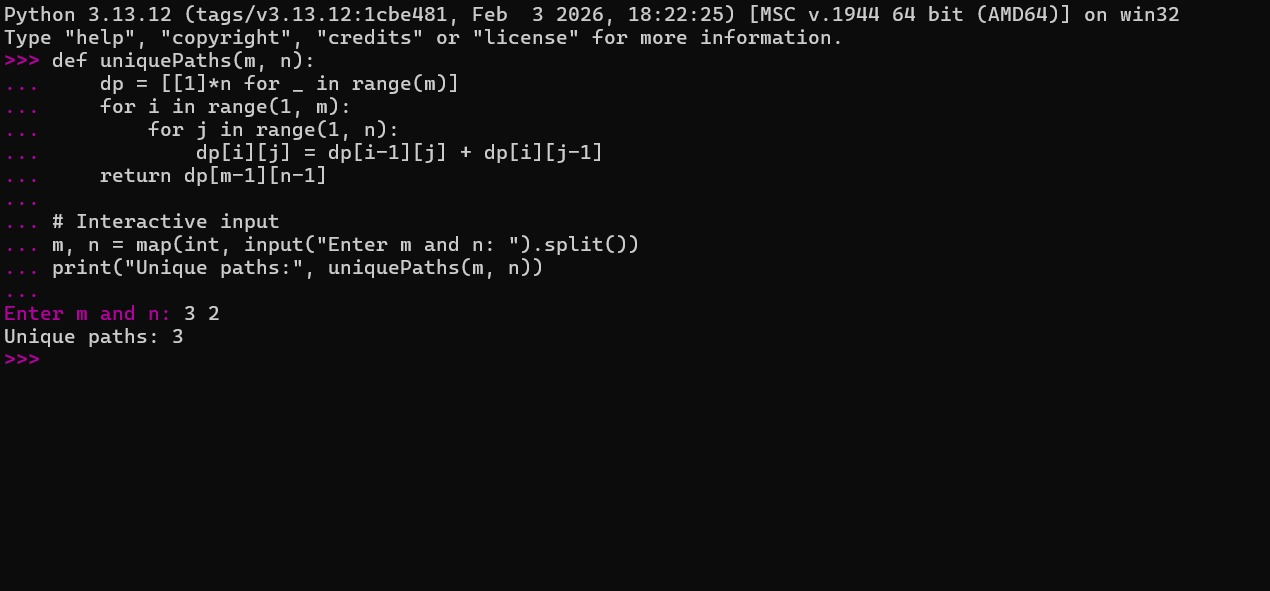 Python 3.13.12 (tags/v3.13.12:1cbe481, Feb  3 2026, 18:22:25) [MSC v.1944 64 bit (AMD64)] on win32
Type "help", "copyright", "credits" or "license" for more information.
>>> def uniquePaths(m, n):
...     dp = [[1]*n for _ in range(m)]
...     for i in range(1, m):
...         for j in range(1, n):
...             dp[i][j] = dp[i-1][j] + dp[i][j-1]
...     return dp[m-1][n-1]
...
... # Interactive input
... m, n = map(int, input("Enter m and n: ").split())
... print("Unique paths:", uniquePaths(m, n))
...
Enter m and n: 3 2
Unique paths: 3
>>>